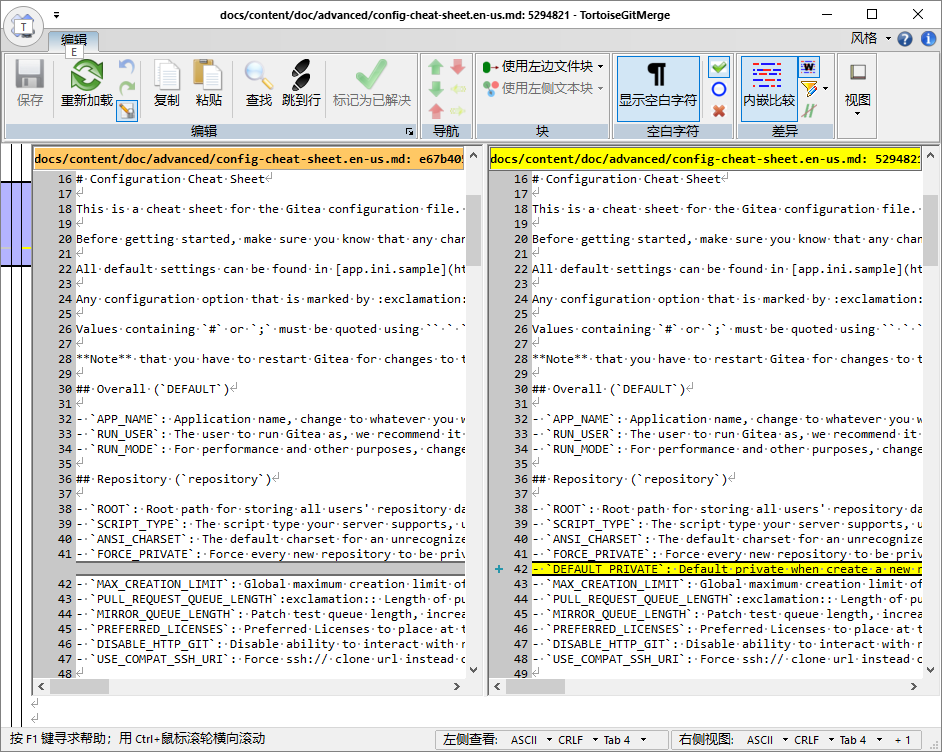 docs/content/doc/advanced/config-cheat-sheet.en-us.md: 5294821 - TortoiseGitMerge
T
编辑
E
风格
保存
重新加载
复制
粘贴
查找
跳到行
标记为已解决
编辑
导航
使用左边文件块
使用左侧文本块
块
显示空白字符
空白字符
内嵌比较
差异
视图
docs/content/doc/advanced/config-cheat-sheet.en-us.md: e67b405
16 # Configuration Cheat Sheet
17
18 This is a cheat sheet for the Gitea configuration file.
19
20 Before getting started, make sure you know that any char
21
22 All default settings can be found in [app.ini.sample](ht
23
24 Any configuration option that is marked by :exclamation:
25
26 Values containing `#` or `;` must be quoted using `` ` `
27
28 **Note** that you have to restart Gitea for changes to t
29
30 ## Overall (`DEFAULT`)
31
32 - `APP_NAME`: Application name, change to whatever you w
33 - `RUN_USER`: The user to run Gitea as, we recommend it
34 - `RUN_MODE`: For performance and other purposes, change
35
36 ## Repository (`repository`)
37
38 - `ROOT`: Root path for storing all users' repository da
39 - `SCRIPT_TYPE`: The script type your server supports, u
40 - `ANSI_CHARSET`: The default charset for an unrecognize
41 - `FORCE_PRIVATE`: Force every new repository to be priv
42 - `MAX_CREATION_LIMIT`: Global maximum creation limit of
43 - `PULL_REQUEST_QUEUE_LENGTH`:exclamation:: Length of pu
44 - `MIRROR_QUEUE_LENGTH`: Patch test queue length, increa
45 - `PREFERRED_LICENSES`: Preferred Licenses to place at t
46 - `DISABLE_HTTP_GIT`: Disable ability to interact with r
47 - `USE_COMPAT_SSH_URI`: Force ssh:// clone url instead o
48
docs/content/doc/advanced/config-cheat-sheet.en-us.md: 5294821
16 # Configuration Cheat Sheet
17
18 This is a cheat sheet for the Gitea configuration file.
19
20 Before getting started, make sure you know that any char
21
22 All default settings can be found in [app.ini.sample](ht
23
24 Any configuration option that is marked by :exclamation:
25
26 Values containing `#` or `;` must be quoted using `` ` `
27
28 **Note** that you have to restart Gitea for changes to t
29
30 ## Overall (`DEFAULT`)
31
32 - `APP_NAME`: Application name, change to whatever you w
33 - `RUN_USER`: The user to run Gitea as, we recommend it
34 - `RUN_MODE`: For performance and other purposes, change
35
36 ## Repository (`repository`)
37
38 - `ROOT`: Root path for storing all users' repository da
39 - `SCRIPT_TYPE`: The script type your server supports, u
40 - `ANSI_CHARSET`: The default charset for an unrecognize
41 - `FORCE_PRIVATE`: Force every new repository to be priv
42 - `DEFAULT_PRIVATE`: Default private when create a new r
43 - `MAX_CREATION_LIMIT`: Global maximum creation limit of
44 - `PULL_REQUEST_QUEUE_LENGTH`:exclamation:: Length of pu
45 - `MIRROR_QUEUE_LENGTH`: Patch test queue length, increa
46 - `PREFERRED_LICENSES`: Preferred Licenses to place at t
47 - `DISABLE_HTTP_GIT`: Disable ability to interact with r
48 - `USE_COMPAT_SSH_URI`: Force ssh:// clone url instead o
49
按 F1 键寻求帮助；用 Ctrl+鼠标滚轮横向滚动
左侧查看: ASCII CRLF Tab 4
右侧视图: ASCII CRLF Tab 4 + 1